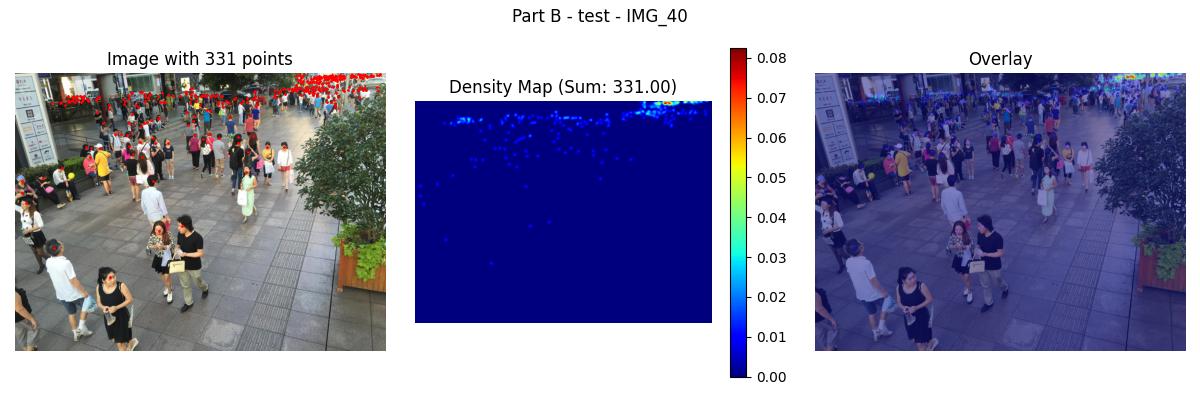 Part B - test - IMG_40
Image with 331 points
Density Map (Sum: 331.00)
0.08
0.07
0.06
0.05
0.04
0.03
0.02
0.01
0.00
Overlay